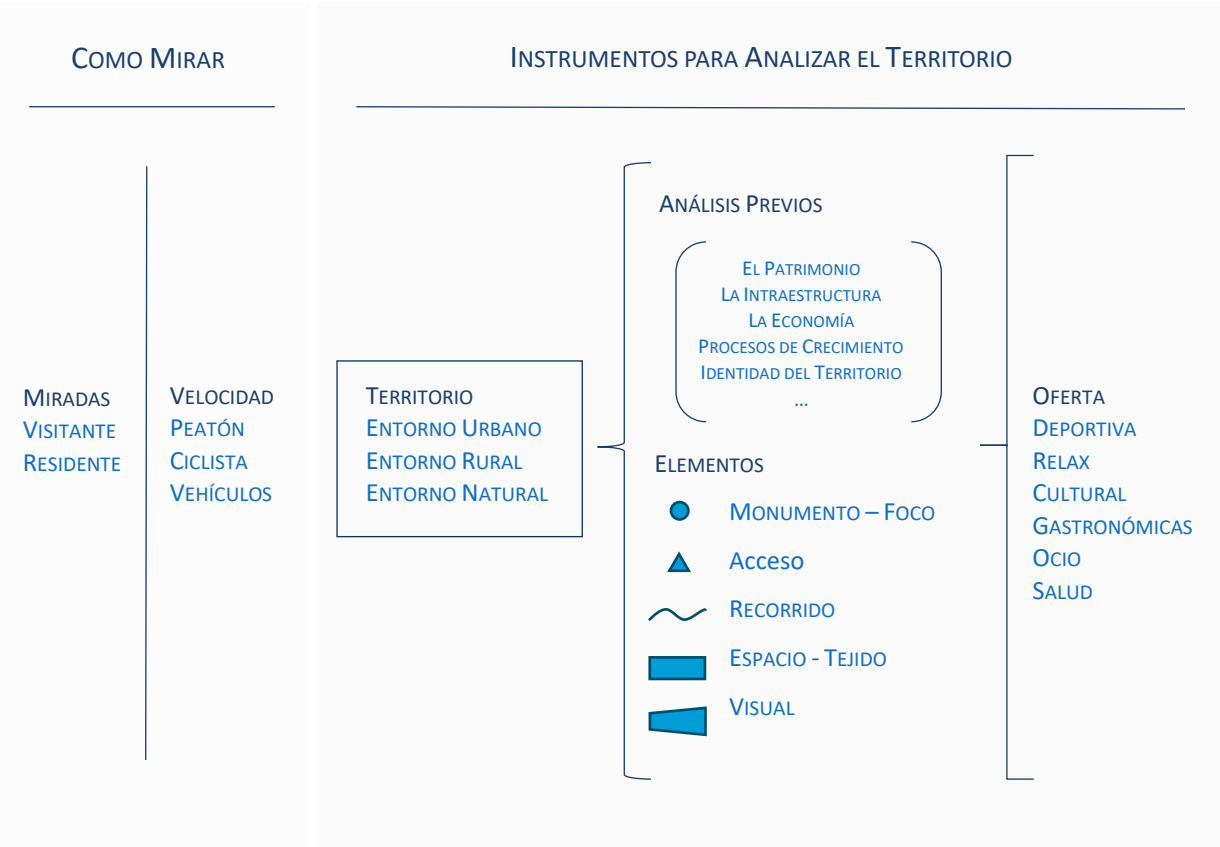 Como Mirar
Instrumentos para Analizar el Territorio
Miradas
Visitante
Residente
Velocidad
Peatón
Ciclista
Vehículos
Territorio
Entorno Urbano
Entorno Rural
Entorno Natural
Análisis Previos
El Patrimonio
La Intraestructura
La Economía
Procesos de Crecimiento
Identidad del Territorio
...
Elementos
Monumento – Foco
Acceso
Recorrido
Espacio - Tejido
Visual
Oferta
Deportiva
Relax
Cultural
Gastronómicas
Ocio
Salud